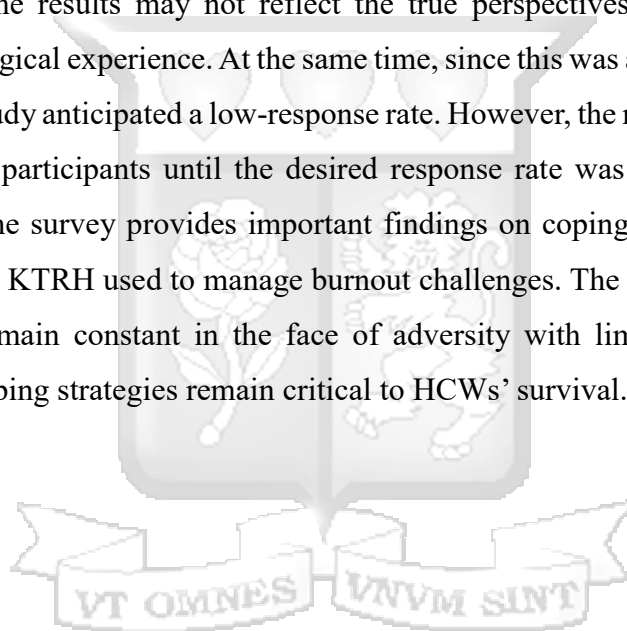 the results may not reflect the true perspectives
gical experience. At the same time, since this was a
udy anticipated a low-response rate. However, the r
participants until the desired response rate was
he survey provides important findings on coping
KTRH used to manage burnout challenges. The
main constant in the face of adversity with lim
ping strategies remain critical to HCWs’ survival.
VT OMNES VNVM SINT